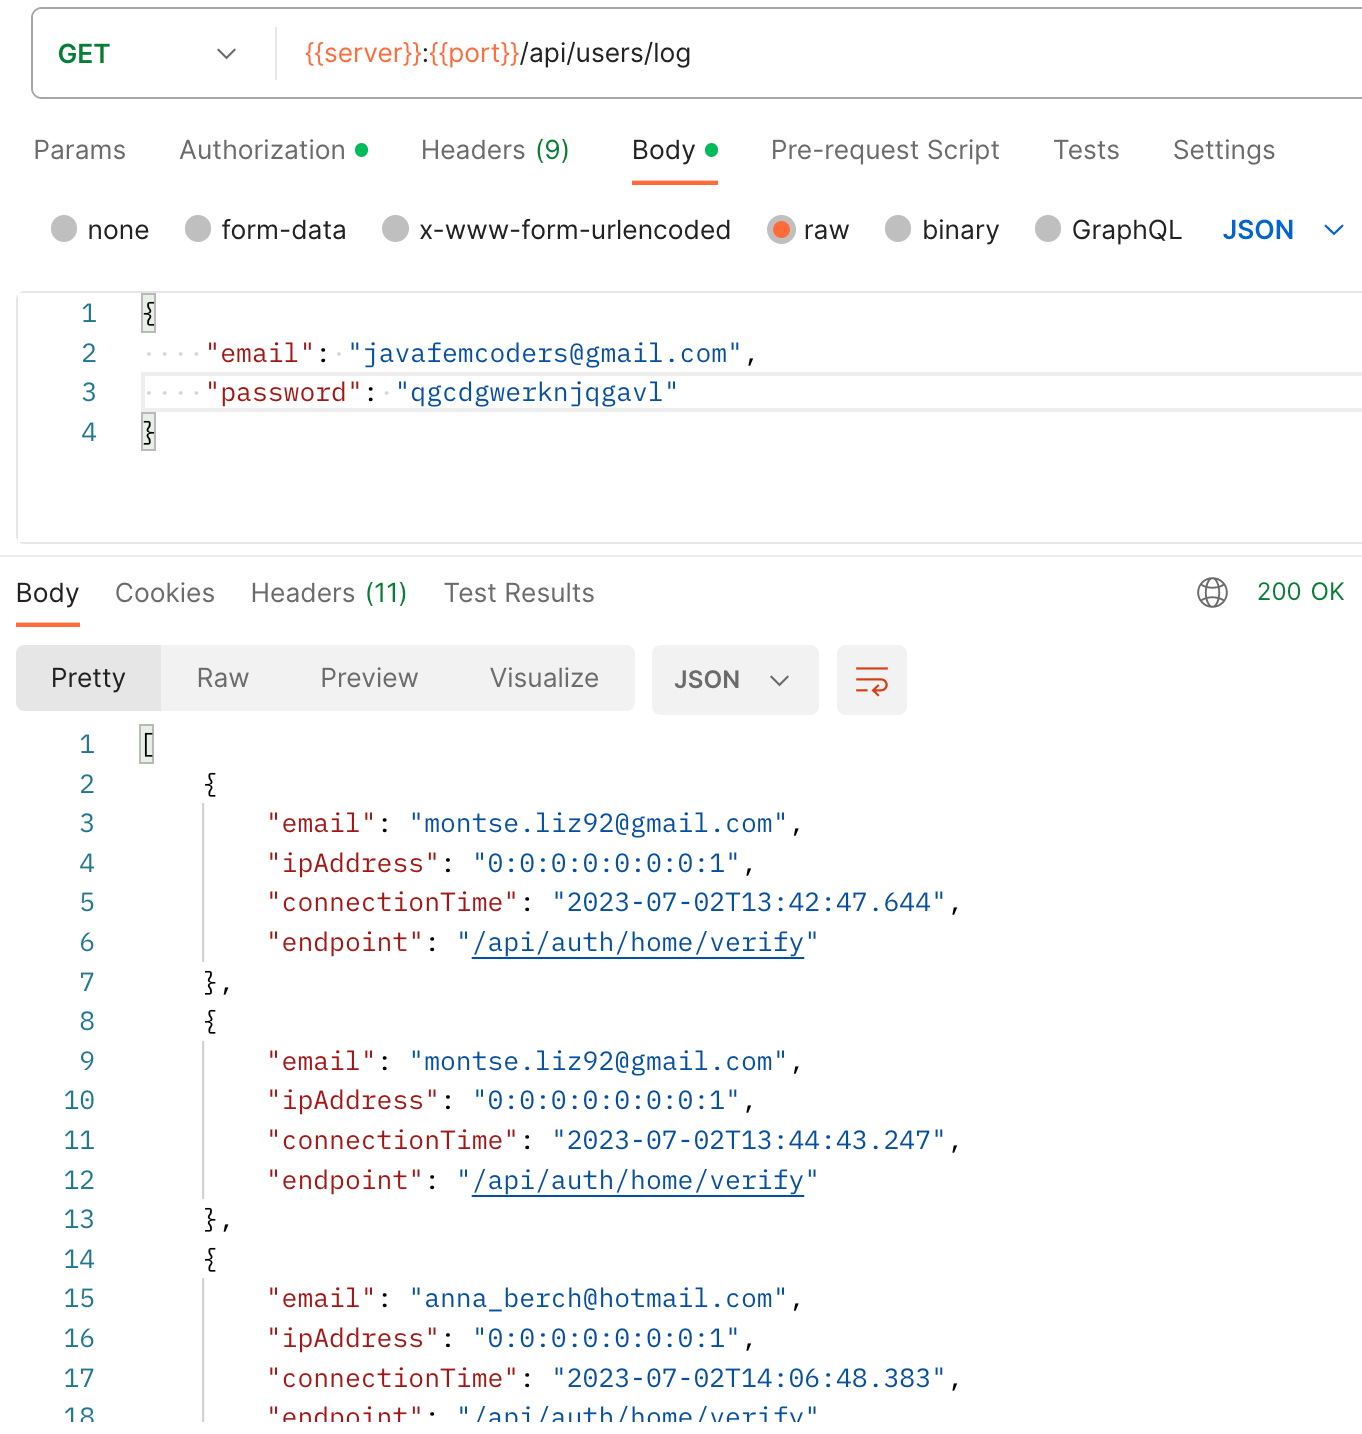 GET {{server}}:{{port}}/api/users/log
Params Authorization Headers (9) Body Pre-request Script Tests Settings
none form-data x-www-form-urlencoded raw binary GraphQL JSON
1 {
2 "email": "javafemcoders@gmail.com",
3 "password": "qgcdgwerknjqgavl"
4 }
Body Cookies Headers (11) Test Results 200 OK
Pretty Raw Preview Visualize JSON
1 [
2 {
3 "email": "montse.liz92@gmail.com",
4 "ipAddress": "0:0:0:0:0:0:0:1",
5 "connectionTime": "2023-07-02T13:42:47.644",
6 "endpoint": "/api/auth/home/verify"
7 },
8 {
9 "email": "montse.liz92@gmail.com",
10 "ipAddress": "0:0:0:0:0:0:0:1",
11 "connectionTime": "2023-07-02T13:44:43.247",
12 "endpoint": "/api/auth/home/verify"
13 },
14 {
15 "email": "anna_berch@hotmail.com",
16 "ipAddress": "0:0:0:0:0:0:0:1",
17 "connectionTime": "2023-07-02T14:06:48.383",
18 "endpoint": "/api/auth/home/verify"